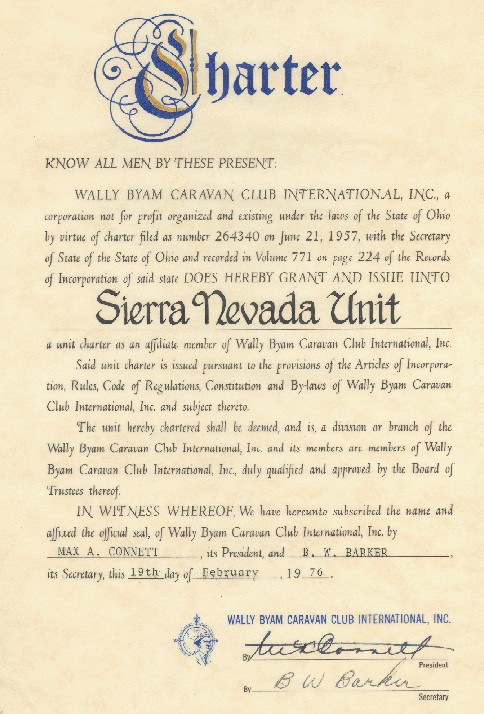 Charter
KNOW ALL MEN BY THESE PRESENT:
WALLY BYAM CARAVAN CLUB INTERNATIONAL, INC., a
corporation not for profit organized and existing under the laws of the State of Ohio
by virtue of charter filed as number 264340 on June 21, 1957, with the Secretary
of State of the State of Ohio and recorded in Volume 771 on page 224 of the Records
of Incorporation of said state DOES HEREBY GRANT AND ISSUE UNTO
Sierra Nevada Unit
a unit charter as an affiliate member of Wally Byam Caravan Club International, Inc.
Said unit charter is issued pursuant to the provisions of the Articles of Incorpora-
tion, Rules, Code of Regulations, Constitution and By-laws of Wally Byam Caravan
Club International, Inc. and subject thereto.
The unit hereby chartered shall be deemed, and is, a division or branch of the
Wally Byam Caravan Club International, Inc. and its members are members of Wally
Byam Caravan Club International, Inc., duly qualified and approved by the Board of
Trustees thereof.
IN WITNESS WHEREOF, We have hereunto subscribed the name and
affixed the official seal, of Wally Byam Caravan Club International, Inc. by
MAX A. CONNETT, its President, and B. W. BARKER,
its Secretary, this 19th day of February, 1976.
WALLY BYAM CARAVAN CLUB INTERNATIONAL, INC.
By Max Connett
President
By B W Barker
Secretary